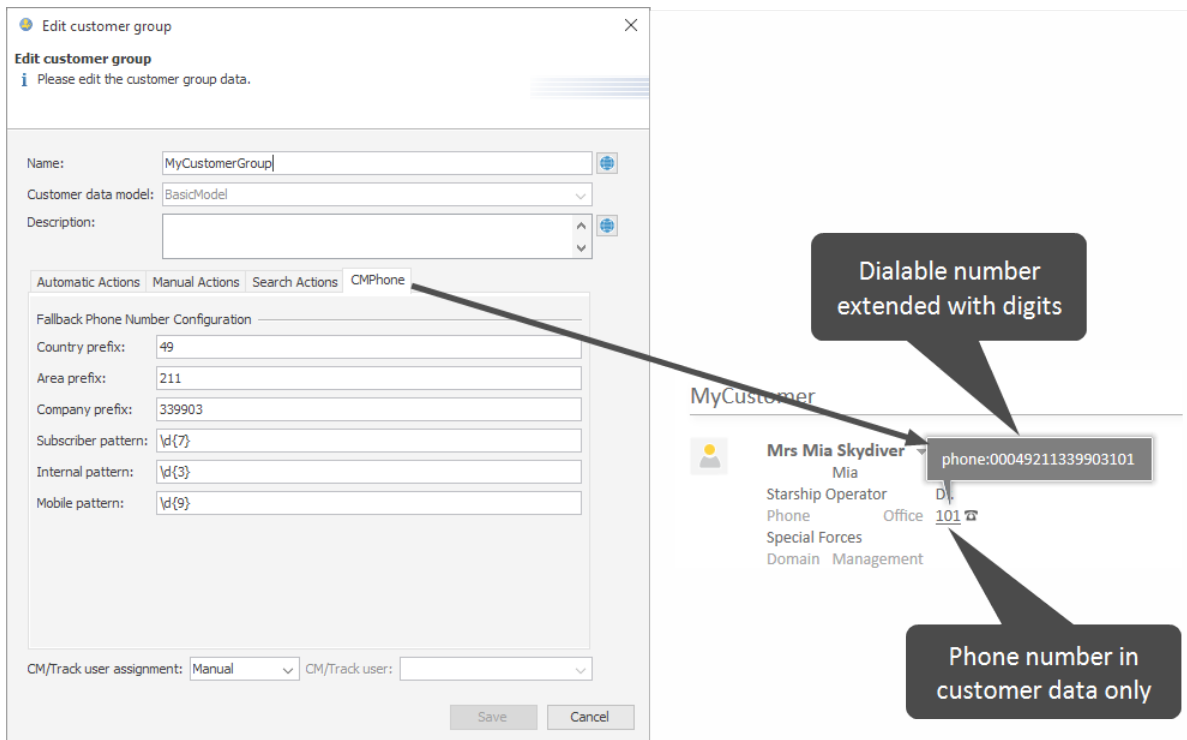 Edit customer group
Edit customer group
i Please edit the customer group data.
Name:
MyCustomerGroup
Customer data model:
BasicModel
Description:
Automatic Actions
Manual Actions
Search Actions
CMPhone
Fallback Phone Number Configuration
Country prefix:
49
Area prefix:
211
Company prefix:
339903
Subscriber pattern:
\d{7}
Internal pattern:
\d{3}
Mobile pattern:
\d{9}
CM/Track user assignment:
Manual
CM/Track user:
Save
Cancel
Dialable number
extended with digits
MyCustomer
Mrs Mia Skydiver
phone:00049211339903101
Mia
Starship Operator
Phone Office 101
Special Forces
Domain Management
Phone number in
customer data only